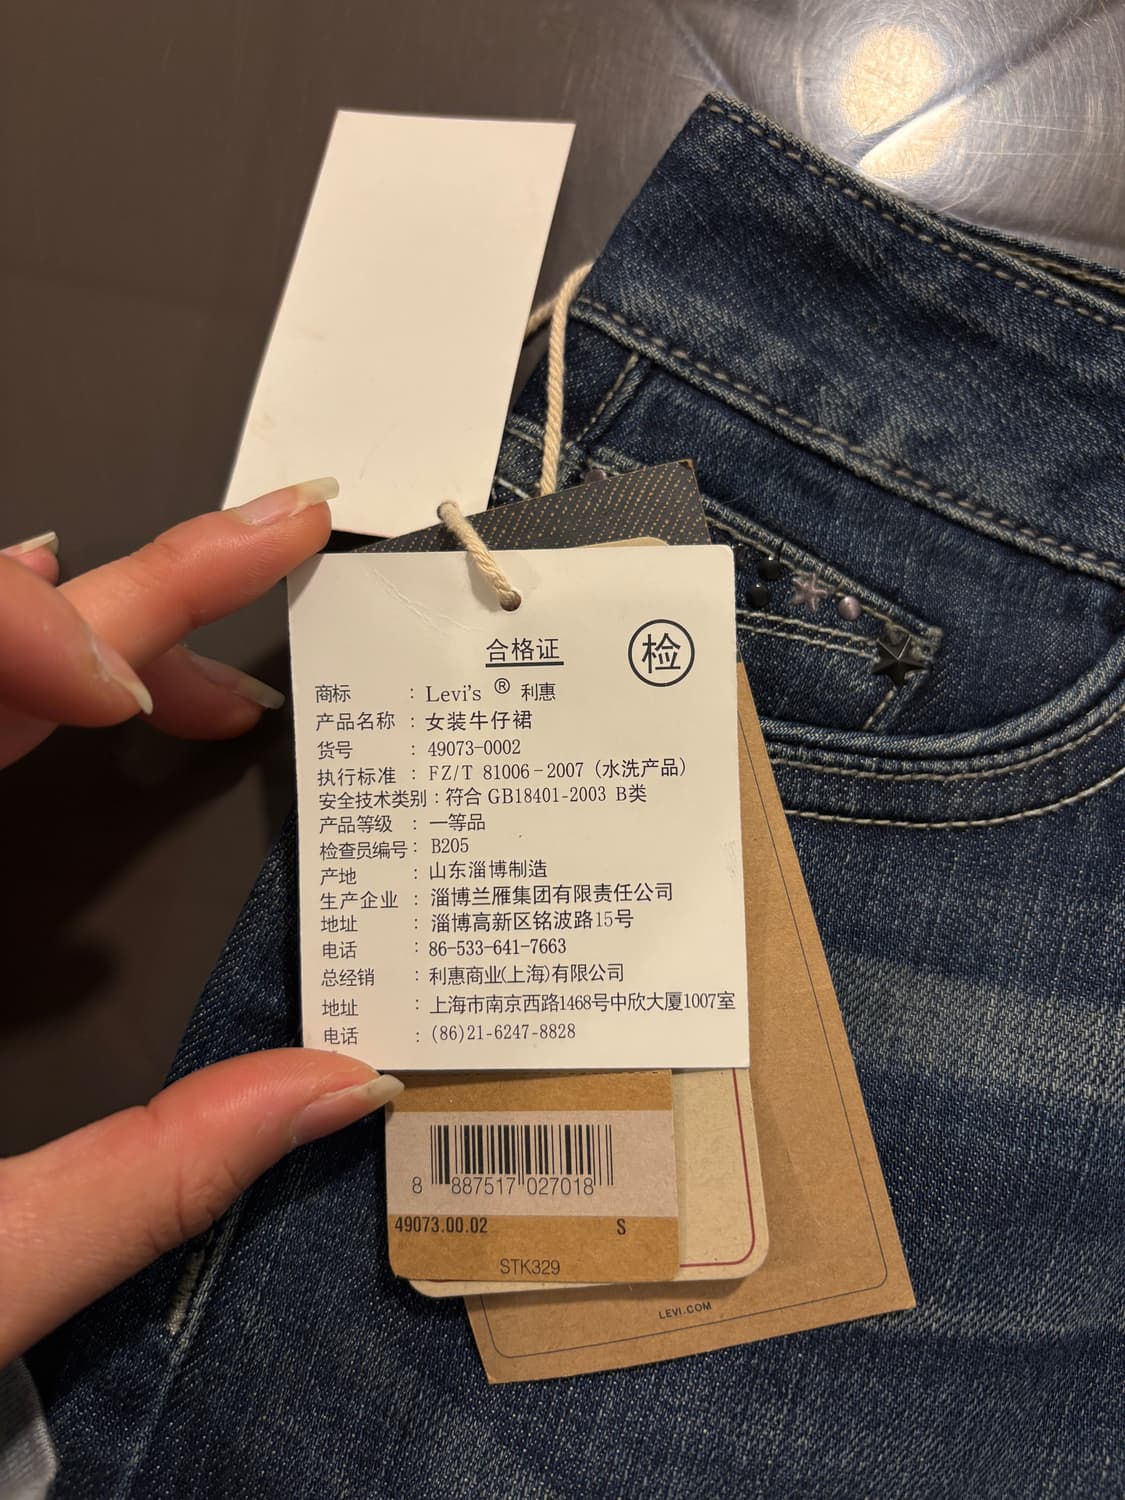 合格证
检
商标 : Levi's ® 利惠
产品名称 : 女装牛仔裙
货号 : 49073-0002
执行标准 : FZ/T 81006-2007 (水洗产品)
安全技术类别 : 符合 GB18401-2003 B类
产品等级 : 一等品
检查员编号 : B205
产地 : 山东淄博制造
生产企业 : 淄博兰雁集团有限责任公司
地址 : 淄博高新区铭波路15号
电话 : 86-533-641-7663
总经销 : 利惠商业(上海)有限公司
地址 : 上海市南京西路1468号中欣大厦1007室
电话 : (86)21-6247-8828
8 887517 027018
49073.00.02 S
STK329
LEVI.COM